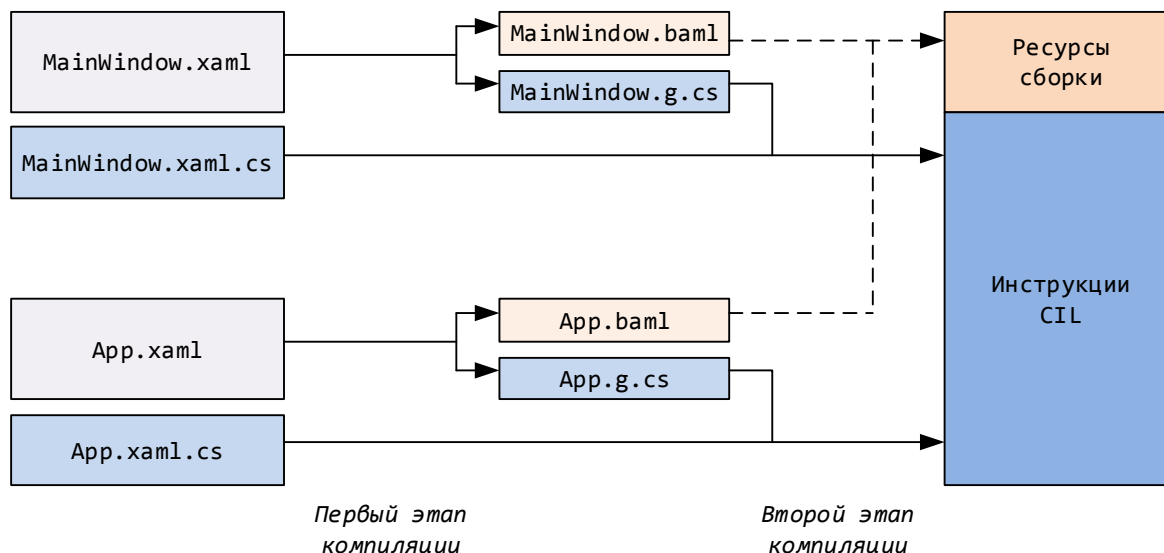 MainWindow.xaml
MainWindow.baml
MainWindow.g.cs
MainWindow.xaml.cs
Ресурсы
сборки
App.xaml
App.baml
App.g.cs
App.xaml.cs
Инструкции
CIL
Первый этап
компиляции
Второй этап
компиляции